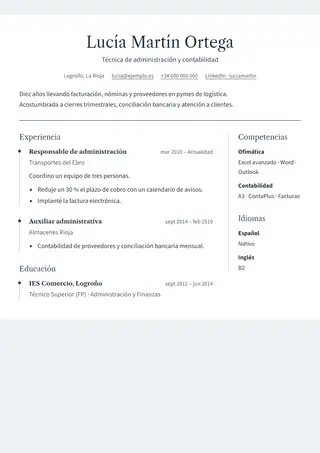 Lucía Martín Ortega
Técnica de administración y contabilidad
Logroño, La Rioja lucia@ejemplo.es +34 600 000 000 LinkedIn · luciamartin
Diez años llevando facturación, nóminas y proveedores en pymes de logística.
Acostumbrada a cierres trimestrales, conciliación bancaria y atención a clientes.
Experiencia
Responsable de administración mar 2019 – Actualidad
Transportes del Ebro
Coordino un equipo de tres personas.
• Reduje un 30 % el plazo de cobro con un calendario de avisos.
• Implanté la factura electrónica.
Auxiliar administrativa sept 2014 – feb 2019
Almacenes Rioja
• Contabilidad de proveedores y conciliación bancaria mensual.
Educación
IES Comercio, Logroño sept 2012 – jun 2014
Técnico Superior (FP) · Administración y Finanzas
Competencias
Ofimática
Excel avanzado · Word ·
Outlook
Contabilidad
A3 · ContaPlus · Facturae
Idiomas
Español
Nativo
Inglés
B2